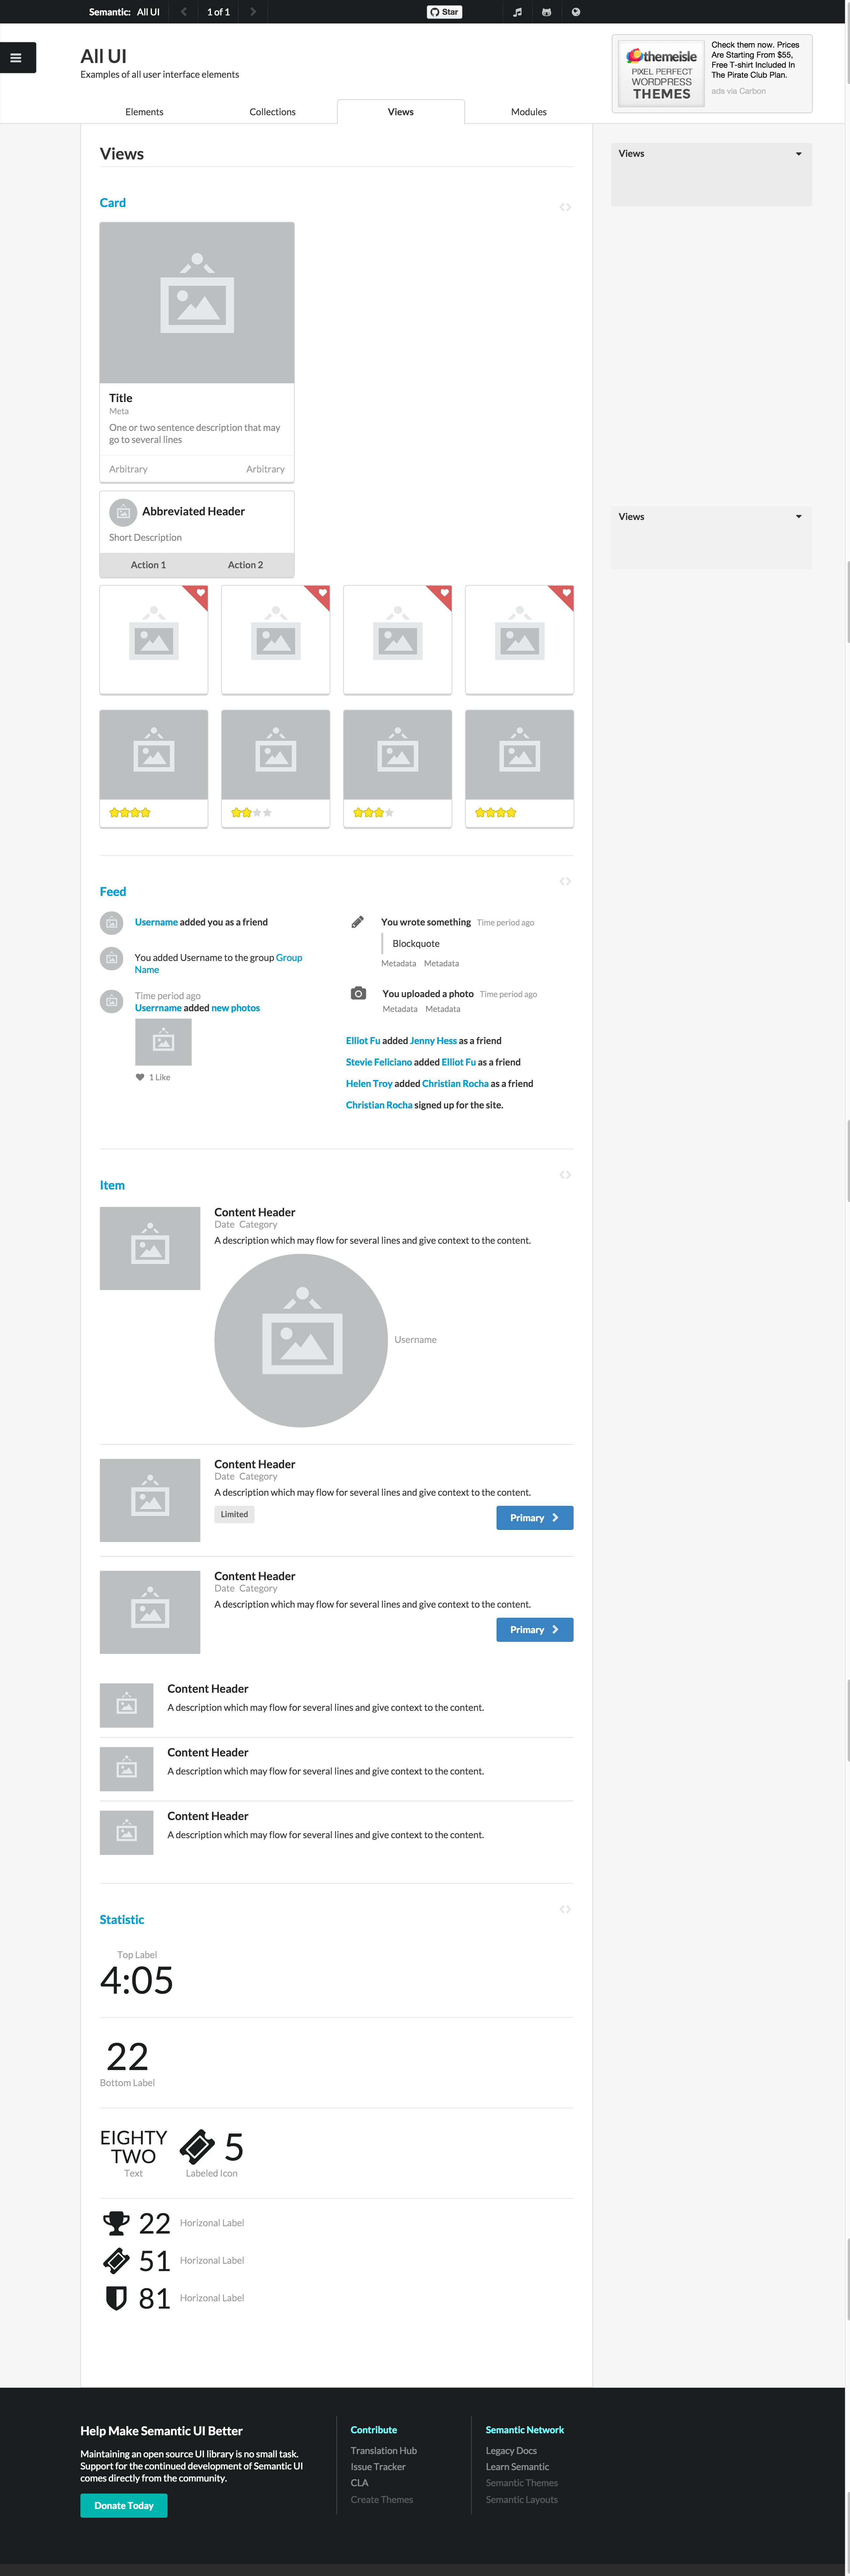 Semantic: All UI
1 of 1
Star
All UI
Examples of all user interface elements
themeisle
PIXEL PERFECT
WORDPRESS
THEMES
Check them now. Prices
Are Starting From $55,
Free T-shirt Included In
The Pirate Club Plan.
ads via Carbon
Elements
Collections
Views
Modules
Views
Views
Card
Title
Meta
One or two sentence description that may
go to several lines
Arbitrary
Arbitrary
Abbreviated Header
Short Description
Action 1
Action 2
Views
Feed
Username added you as a friend
You added Username to the group Group
Name
Time period ago
Userrname added new photos
1 Like
You wrote something Time period ago
Blockquote
Metadata Metadata
You uploaded a photo Time period ago
Metadata Metadata
Elliot Fu added Jenny Hess as a friend
Stevie Feliciano added Elliot Fu as a friend
Helen Troy added Christian Rocha as a friend
Christian Rocha signed up for the site.
Item
Content Header
Date Category
A description which may flow for several lines and give context to the content.
Username
Content Header
Date Category
A description which may flow for several lines and give context to the content.
Limited
Primary
Content Header
Date Category
A description which may flow for several lines and give context to the content.
Primary
Content Header
A description which may flow for several lines and give context to the content.
Content Header
A description which may flow for several lines and give context to the content.
Content Header
A description which may flow for several lines and give context to the content.
Statistic
Top Label
4:05
22
Bottom Label
EIGHTY
TWO
Text
5
Labeled Icon
22 Horizonal Label
51 Horizonal Label
81 Horizonal Label
Help Make Semantic UI Better
Maintaining an open source UI library is no small task.
Support for the continued development of Semantic UI
comes directly from the community.
Donate Today
Contribute
Translation Hub
Issue Tracker
CLA
Create Themes
Semantic Network
Legacy Docs
Learn Semantic
Semantic Themes
Semantic Layouts